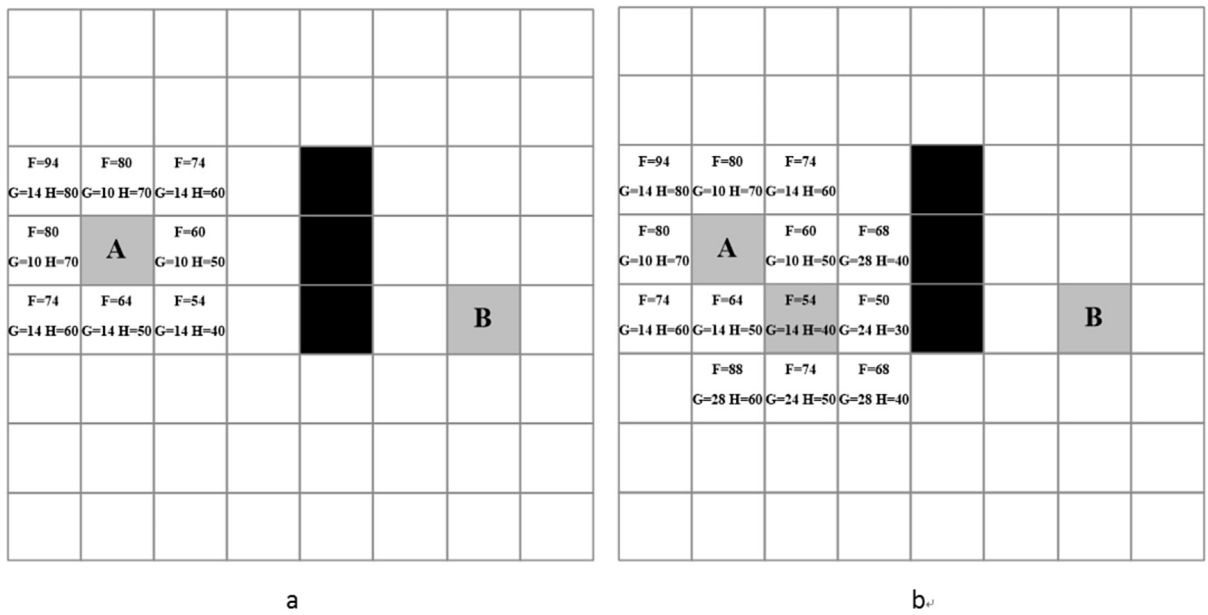 F=94 F=80 F=74
G=14 H=80 G=10 H=70 G=14 H=60
F=80 A F=60
G=10 H=70 G=10 H=50
F=74 F=64 F=54
G=14 H=60 G=14 H=50 G=14 H=40
B
a
F=94 F=80 F=74
G=14 H=80 G=10 H=70 G=14 H=60
F=80 A F=60 F=68
G=10 H=70 G=10 H=50 G=28 H=40
F=74 F=64 F=54 F=50
G=14 H=60 G=14 H=50 G=14 H=40 G=24 H=30
B
F=88 F=74 F=68
G=28 H=60 G=24 H=50 G=28 H=40
b